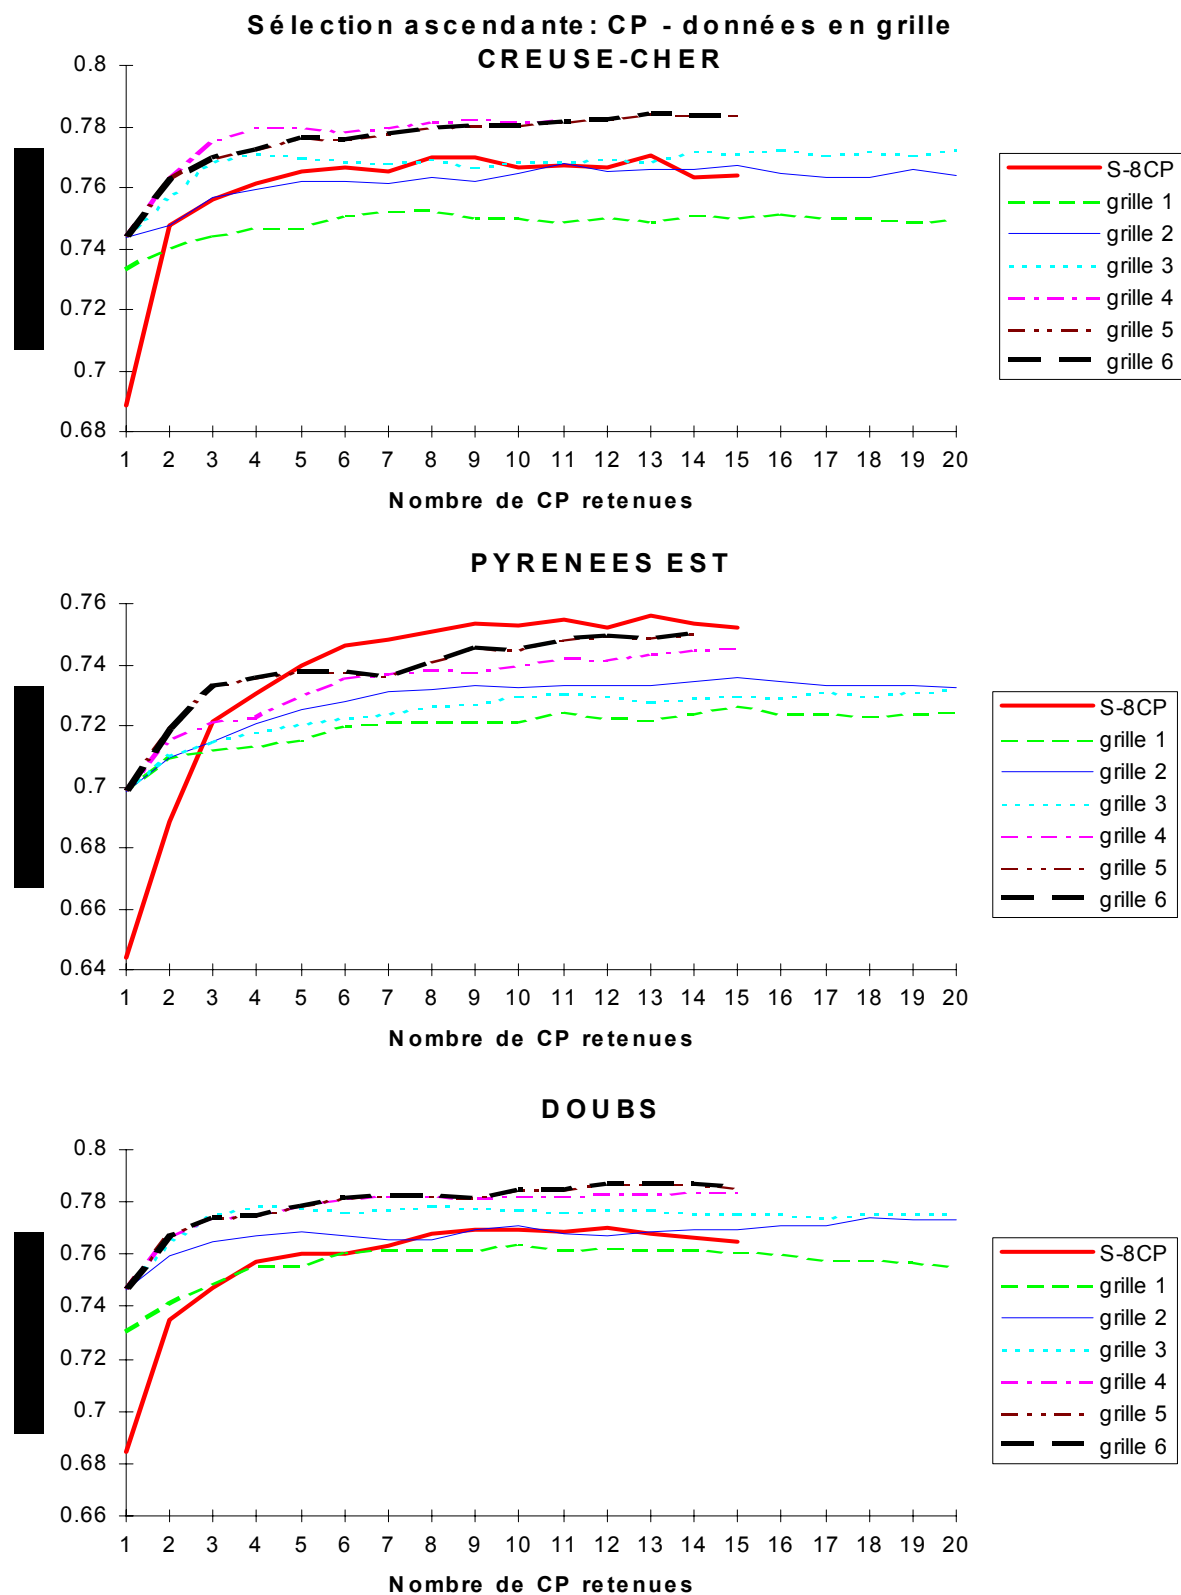 Sélection ascendante: CP - données en grille
CREUSE-CHER
0.8
0.78
0.76
0.74
0.72
0.7
0.68
1 2 3 4 5 6 7 8 9 10 11 12 13 14 15 16 17 18 19 20
Nombre de CP retenues
S-8CP
grille 1
grille 2
grille 3
grille 4
grille 5
grille 6
PYRENEES EST
0.76
0.74
0.72
0.7
0.68
0.66
0.64
1 2 3 4 5 6 7 8 9 10 11 12 13 14 15 16 17 18 19 20
Nombre de CP retenues
S-8CP
grille 1
grille 2
grille 3
grille 4
grille 5
grille 6
DOUBS
0.8
0.78
0.76
0.74
0.72
0.7
0.68
0.66
1 2 3 4 5 6 7 8 9 10 11 12 13 14 15 16 17 18 19 20
Nombre de CP retenues
S-8CP
grille 1
grille 2
grille 3
grille 4
grille 5
grille 6